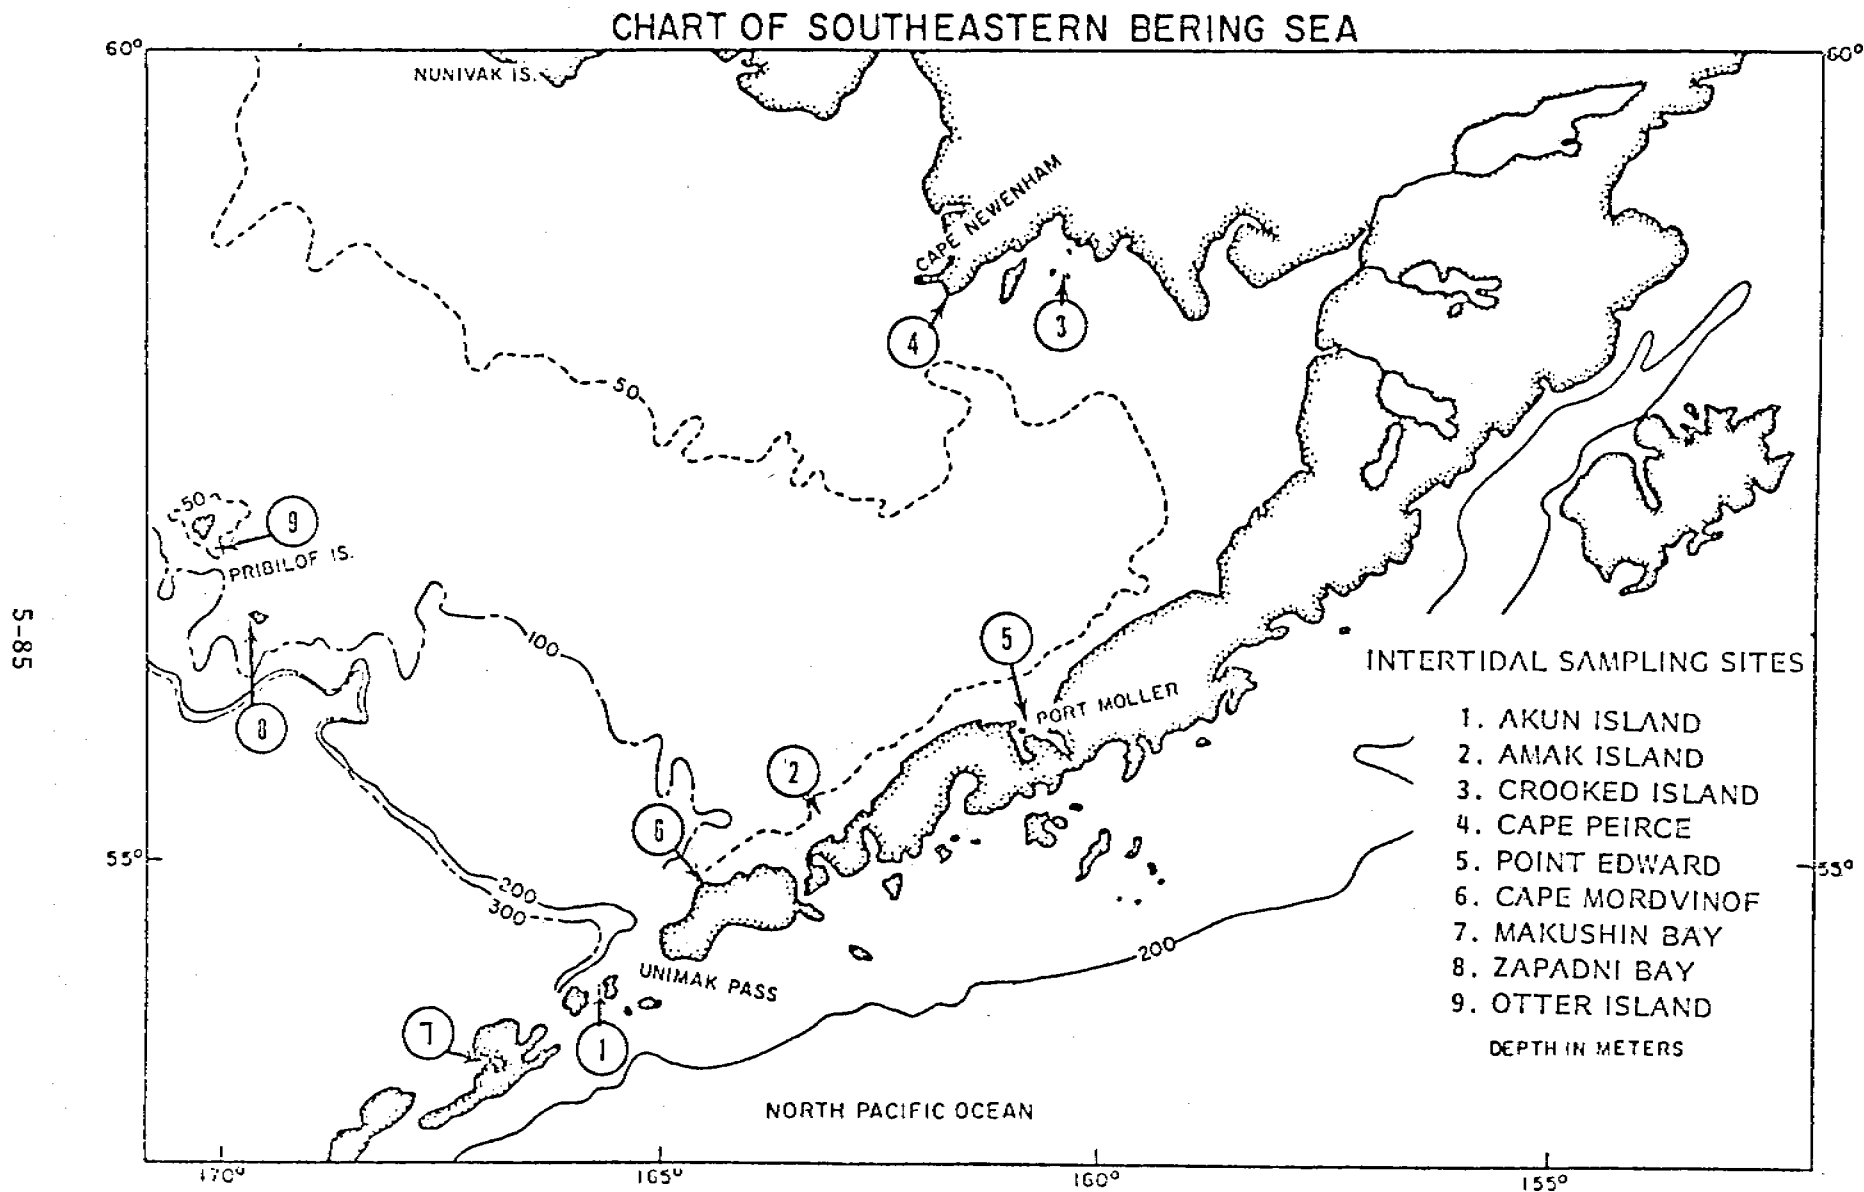 CHART OF SOUTHEASTERN BERING SEA
60°
60°
NUNIVAK IS.
CAPE NEWENHAM
4
3
50
50
9
PRIBILOF IS.
5-85
100
5
INTERTIDAL SAMPLING SITES
PORT MOLLER
1. AKUN ISLAND
8
2. AMAK ISLAND
2
3. CROOKED ISLAND
6
4. CAPE PEIRCE
55°
5. POINT EDWARD
55°
200
6. CAPE MORDVINOF
300
7. MAKUSHIN BAY
200
UNIMAK PASS
8. ZAPADNI BAY
9. OTTER ISLAND
7
1
DEPTH IN METERS
NORTH PACIFIC OCEAN
170°
165°
160°
155°